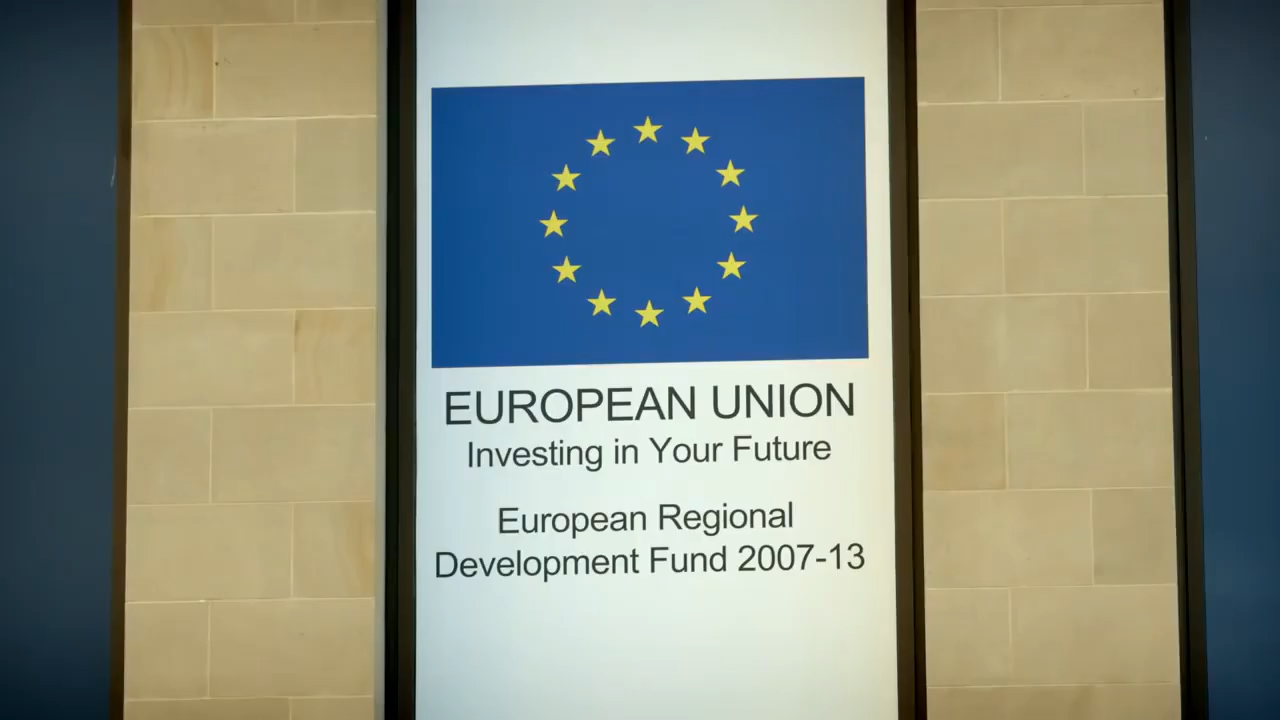 EUROPEAN UNION
Investing in Your Future
European Regional
Development Fund 2007-13